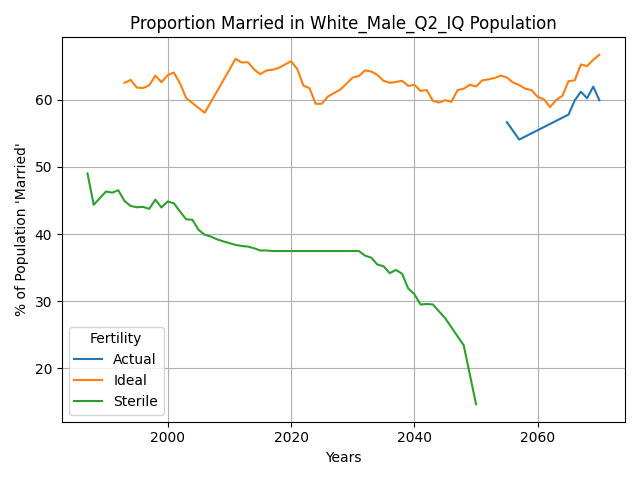 Proportion Married in White_Male_Q2_IQ Population
% of Population 'Married'
60
50
40
30
20
Fertility
Actual
Ideal
Sterile
2000
2020
2040
2060
Years